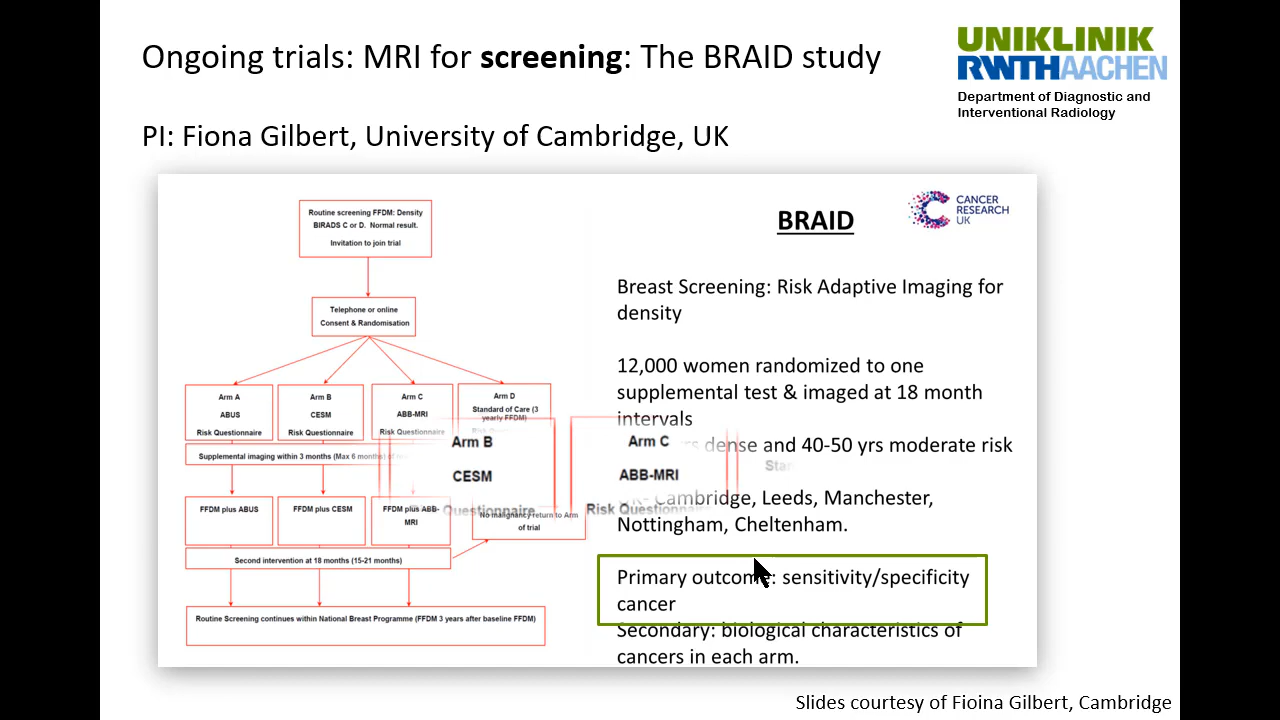 Ongoing trials: MRI for screening: The BRAID study
UNIKLINIK
RWTHAACHEN
Department of Diagnostic and
Interventional Radiology
PI: Fiona Gilbert, University of Cambridge, UK
Routine screening FFDM: Density
BIRADS C or D. Normal result.
Invitation to join trial
Telephone or online
Consent & Randomisation
Arm A
ABUS
Risk Questionnaire
Arm B
CESM
Risk Questionnaire
Arm C
ABB-MRI
Risk Questionnaire
Arm D
Standard of Care (3
yearly FFDM)
Supplemental imaging within 3 months (Max 6 months)
Arm B
CESM
Questionnaire
Arm C
ABB-MRI
Risk Questionnaire
FFDM plus ABUS
FFDM plus CESM
FFDM plus ABB-
MRI
No malignancy return to Arm
of trial
Second intervention at 18 months (15-21 months)
Routine Screening continues within National Breast Programme (FFDM 3 years after baseline FFDM)
BRAID
CANCER
RESEARCH
UK
Breast Screening: Risk Adaptive Imaging for
density
12,000 women randomized to one
supplemental test & imaged at 18 month
intervals
dense and 40-50 yrs moderate risk
Cambridge, Leeds, Manchester,
Nottingham, Cheltenham.
Primary outcome: sensitivity/specificity
cancer
Secondary: biological characteristics of
cancers in each arm.
Slides courtesy of Fioina Gilbert, Cambridge